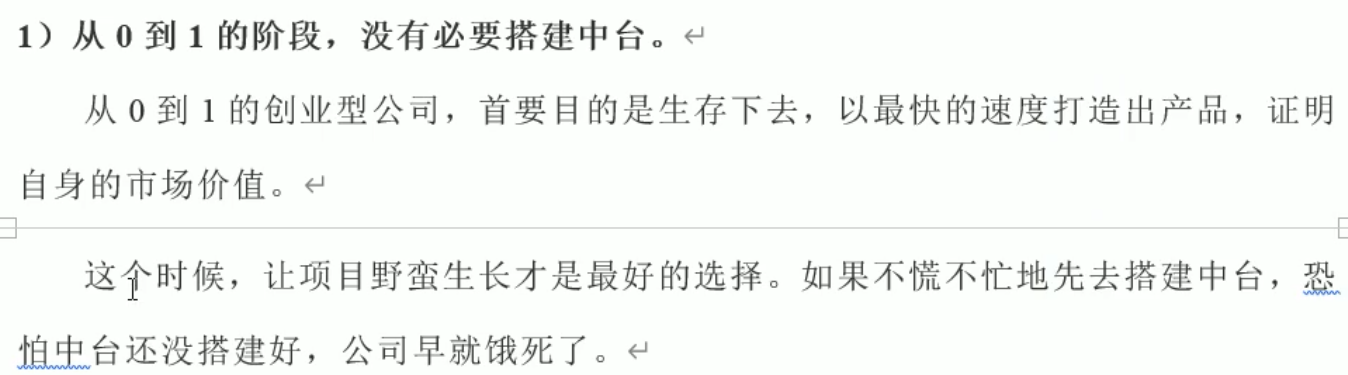 1）从 0 到 1 的阶段，没有必要搭建中台。
从 0 到 1 的创业型公司，首要目的是生存下去，以最快的速度打造出产品，证明
自身的市场价值。
这个时候，让项目野蛮生长才是最好的选择。如果不慌不忙地先去搭建中台，恐
怕中台还没搭建好，公司早就饿死了。